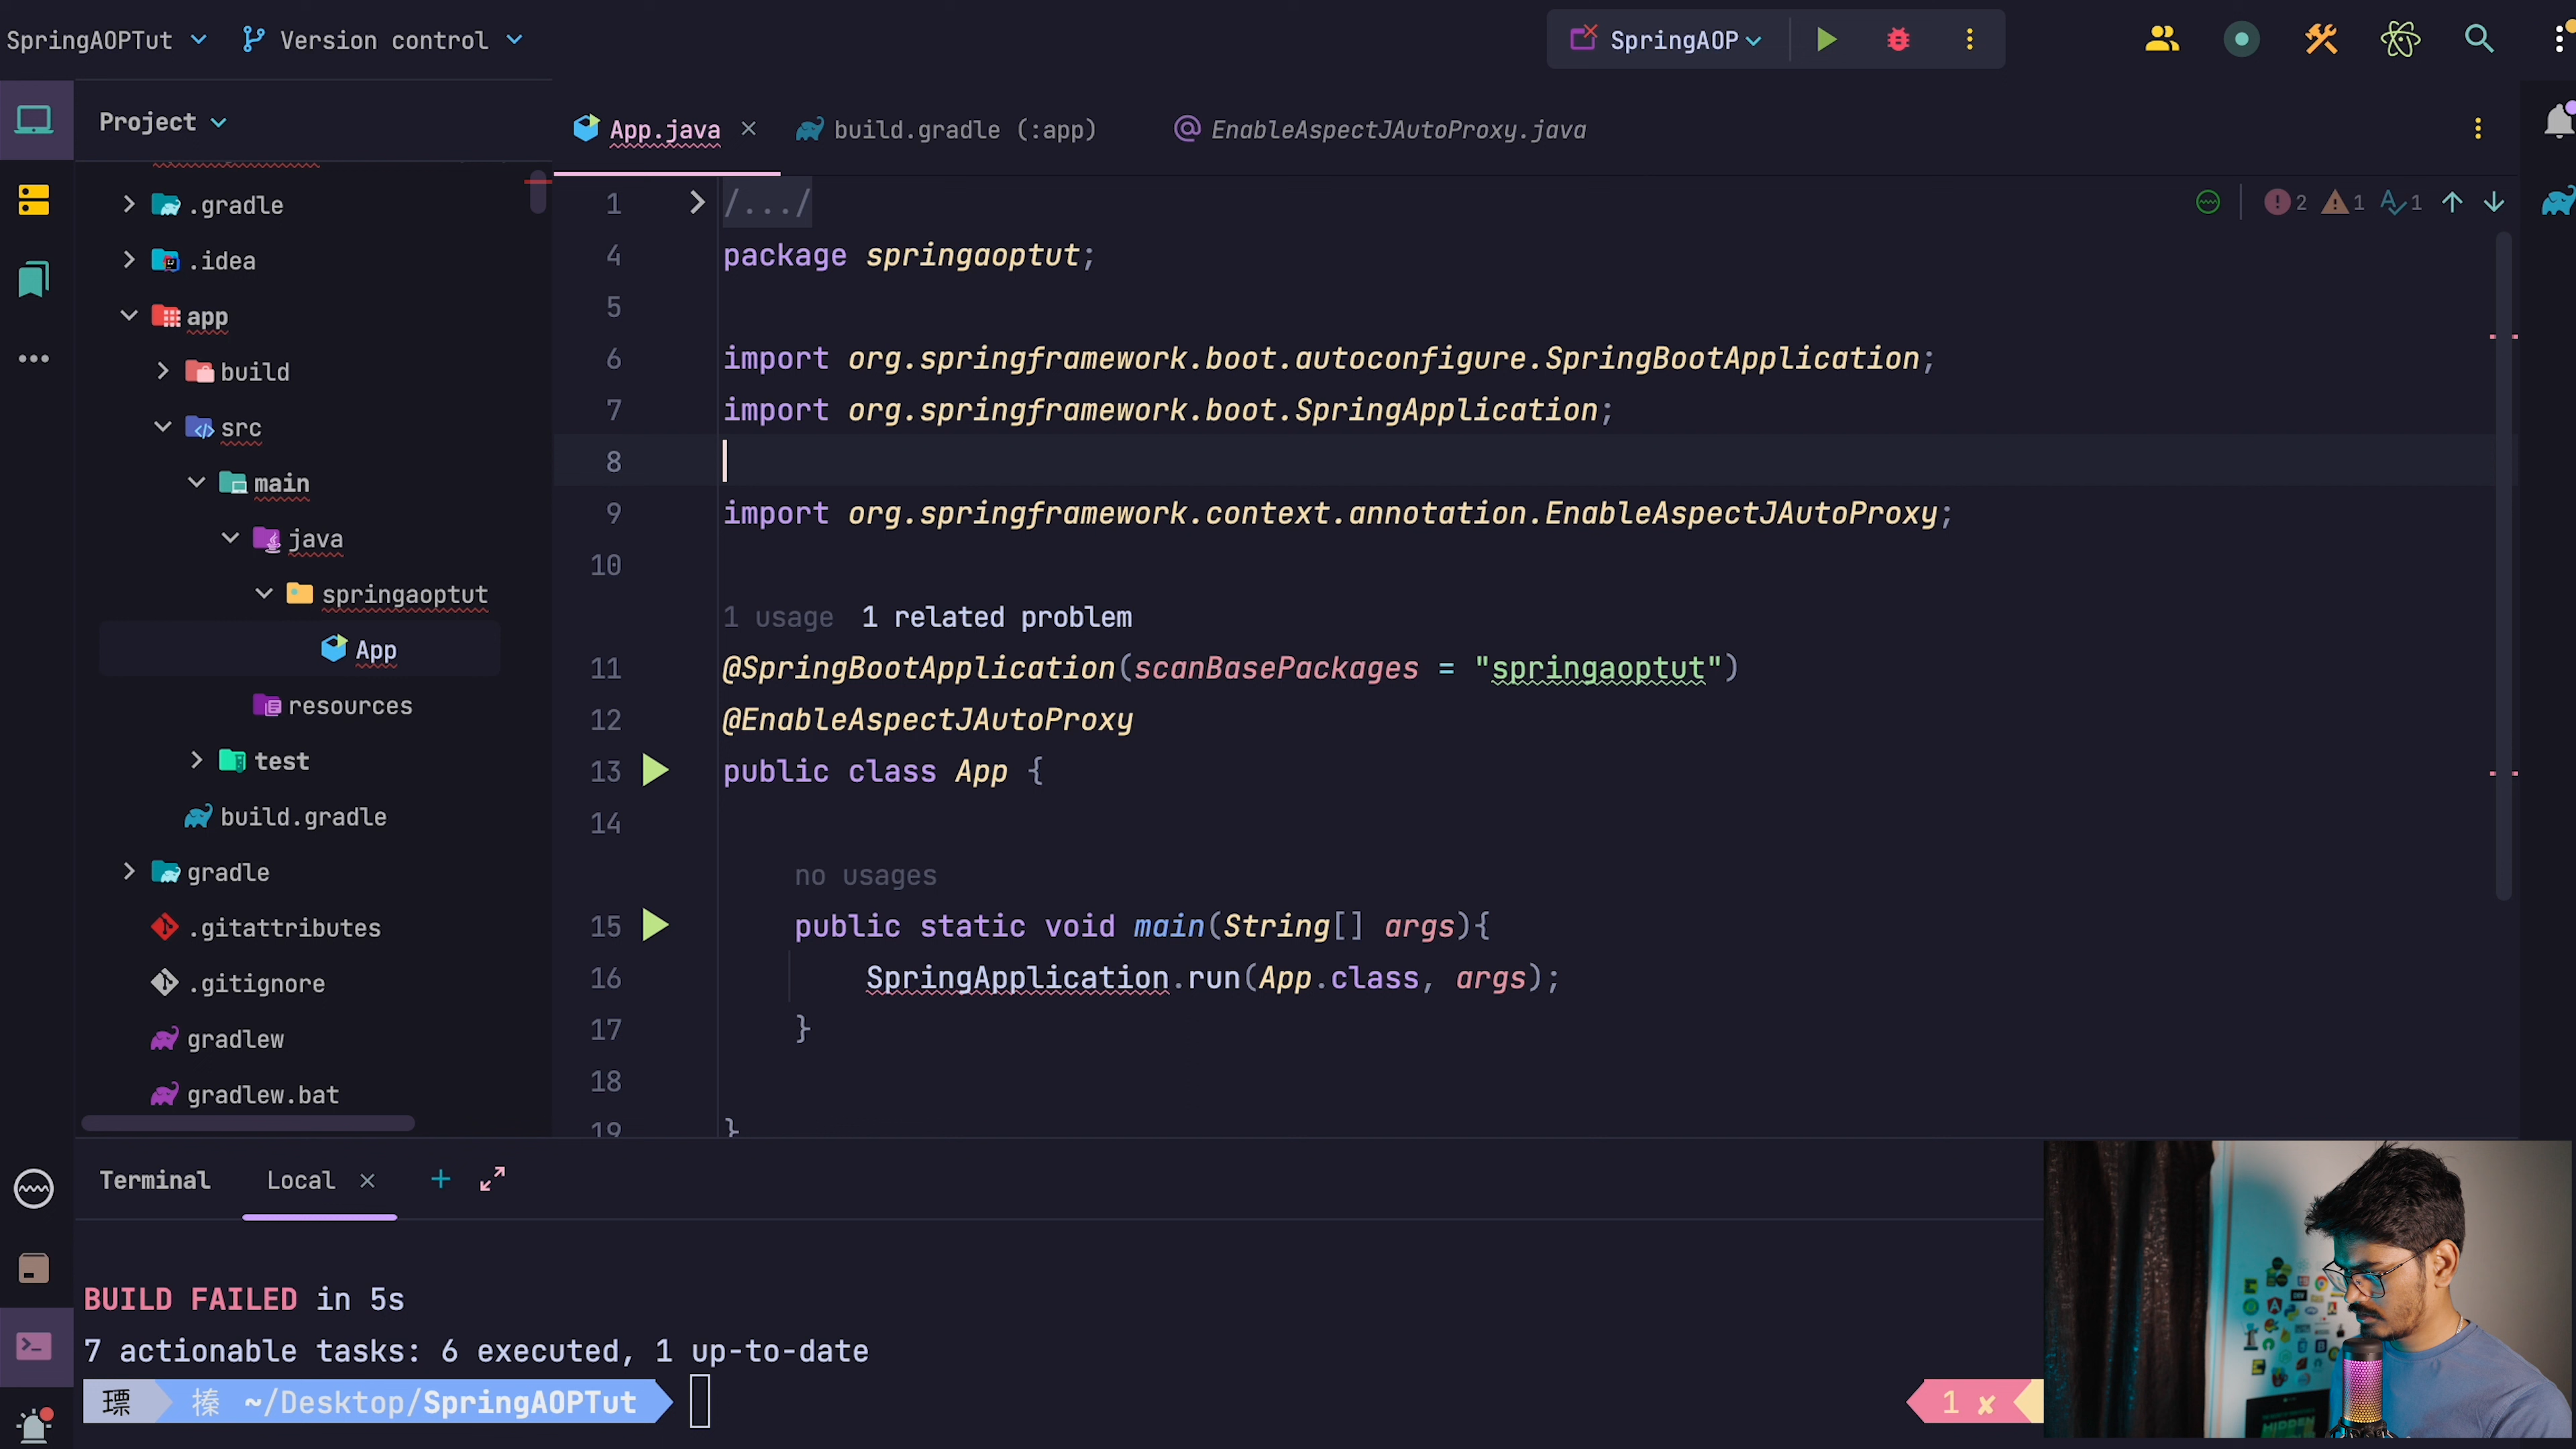 SpringAOPTut
Version control
SpringAOP
Project
App.java
build.gradle (:app)
EnableAspectJAutoProxy.java
2
1
1
.gradle
.idea
app
build
src
main
java
springaoptut
App
resources
test
build.gradle
gradle
.gitattributes
.gitignore
gradlew
gradlew.bat
1 /.../
4 package springaoptut;
5
6 import org.springframework.boot.autoconfigure.SpringBootApplication;
7 import org.springframework.boot.SpringApplication;
8
9 import org.springframework.context.annotation.EnableAspectJAutoProxy;
10
1 usage 1 related problem
11 @SpringBootApplication(scanBasePackages = "springaoptut")
12 @EnableAspectJAutoProxy
13 public class App {
14
no usages
15 public static void main(String[] args){
16 SpringApplication.run(App.class, args);
17 }
18
19 }
Terminal
Local
BUILD FAILED in 5s
7 actionable tasks: 6 executed, 1 up-to-date
~/Desktop/SpringAOPTut
1 ✘